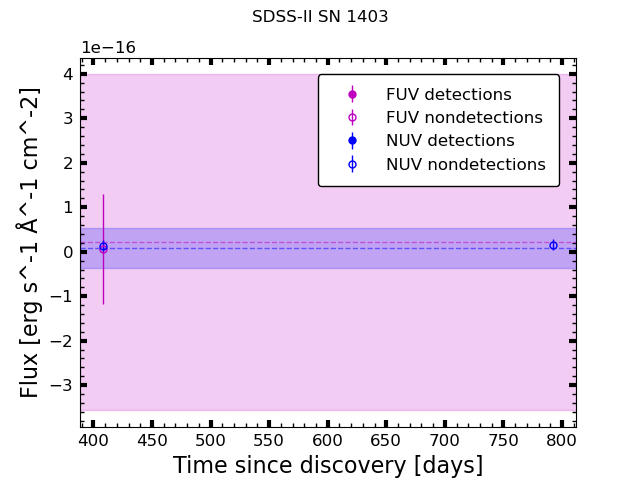 SDSS-II SN 1403
1e−16
4
3
2
1
0
−1
−2
−3
Flux [erg s^-1 Å^-1 cm^-2]
FUV detections
FUV nondetections
NUV detections
NUV nondetections
400 450 500 550 600 650 700 750 800
Time since discovery [days]